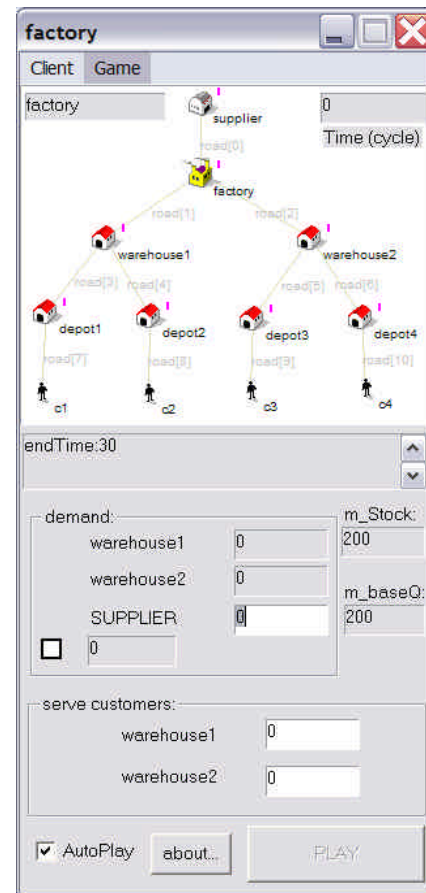 factory
Client Game
factory 0
supplier
Time (cycle)
road[0]
factory
road[1] road[2]
warehouse1 warehouse2
road[3] road[4] road[5] road[6]
depot1 depot2 depot3 depot4
road[7] road[8] road[9] road[10]
c1 c2 c3 c4
endTime:30
demand: m_Stock:
warehouse1 0 200
warehouse2 0
m_baseQ:
SUPPLIER 0 200
0
serve customers:
warehouse1 0
warehouse2 0
AutoPlay about... PLAY